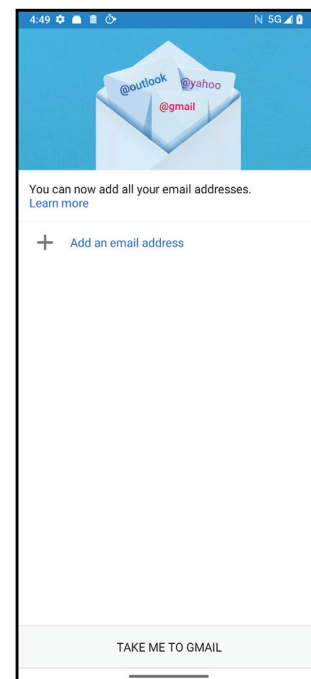 4:49 5G
@outlook @yahoo
@gmail
You can now add all your email addresses.
Learn more
Add an email address
TAKE ME TO GMAIL